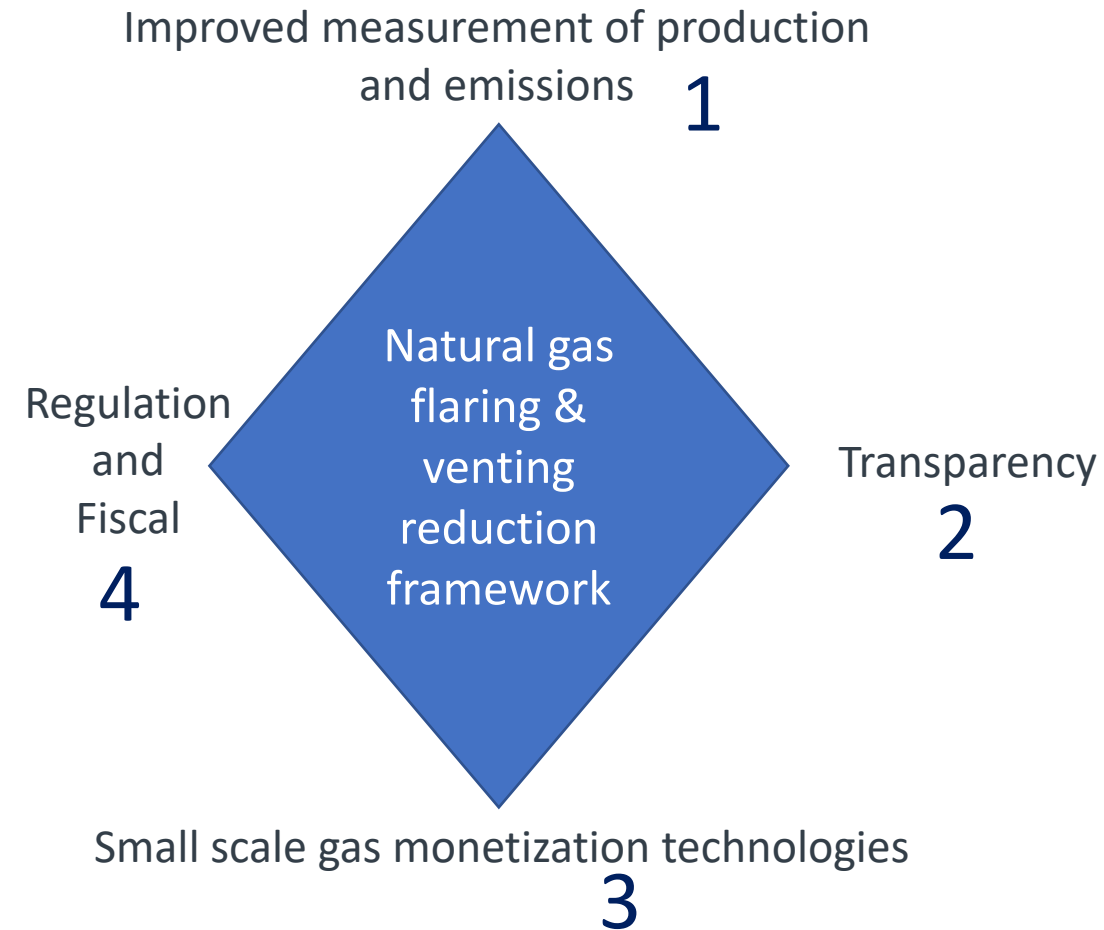 Improved measurement of production
and emissions
1
Natural gas
flaring &
venting
reduction
framework
Regulation
and
Fiscal
4
Transparency
2
Small scale gas monetization technologies
3